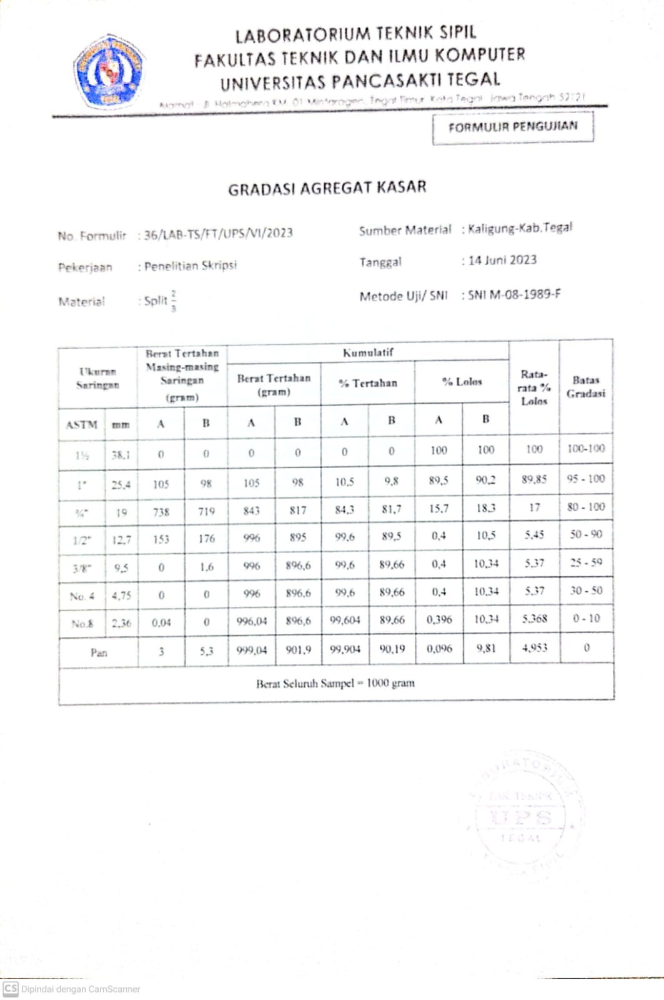 LABORATORIUM TEKNIK SIPIL
FAKULTAS TEKNIK DAN ILMU KOMPUTER
UNIVERSITAS PANCASAKTI TEGAL
Alamat : Jl. Halmahera KM. 01 Mintaragen, Tegal Timur, Kota Tegal, Jawa Tengah 52121
FORMULIR PENGUJIAN
GRADASI AGREGAT KASAR
No. Formulir : 36/LAB-TS/FT/UPS/VI/2023 Sumber Material : Kaligung-Kab.Tegal
Pekerjaan : Penelitian Skripsi Tanggal : 14 Juni 2023
Material : Split 2/3 Metode Uji/ SNI : SNI M-08-1989-F
Ukuran Saringan Berat Tertahan Masing-masing Saringan (gram) Kumulatif Rata-rata % Lolos Batas Gradasi
Berat Tertahan (gram) % Tertahan % Lolos
ASTM mm A B A B A B A B
1½ 38,1 0 0 0 0 0 0 100 100 100 100-100
1" 25,4 105 98 105 98 10,5 9,8 89,5 90,2 89,85 95 - 100
¾" 19 738 719 843 817 84,3 81,7 15,7 18,3 17 80 - 100
1/2" 12,7 153 176 996 895 99,6 89,5 0,4 10,5 5,45 50 - 90
3/8" 9,5 0 1,6 996 896,6 99,6 89,66 0,4 10,34 5,37 25 - 59
No. 4 4,75 0 0 996 896,6 99,6 89,66 0,4 10,34 5,37 30 - 50
No.8 2,36 0,04 0 996,04 896,6 99,604 89,66 0,396 10,34 5,368 0 - 10
Pan 3 5,3 999,04 901,9 99,904 90,19 0,096 9,81 4,953 0
Berat Seluruh Sampel = 1000 gram
LABORATORIUM
FAK. TEKNIK
UPS
TEGAL
CS Dipindai dengan CamScanner